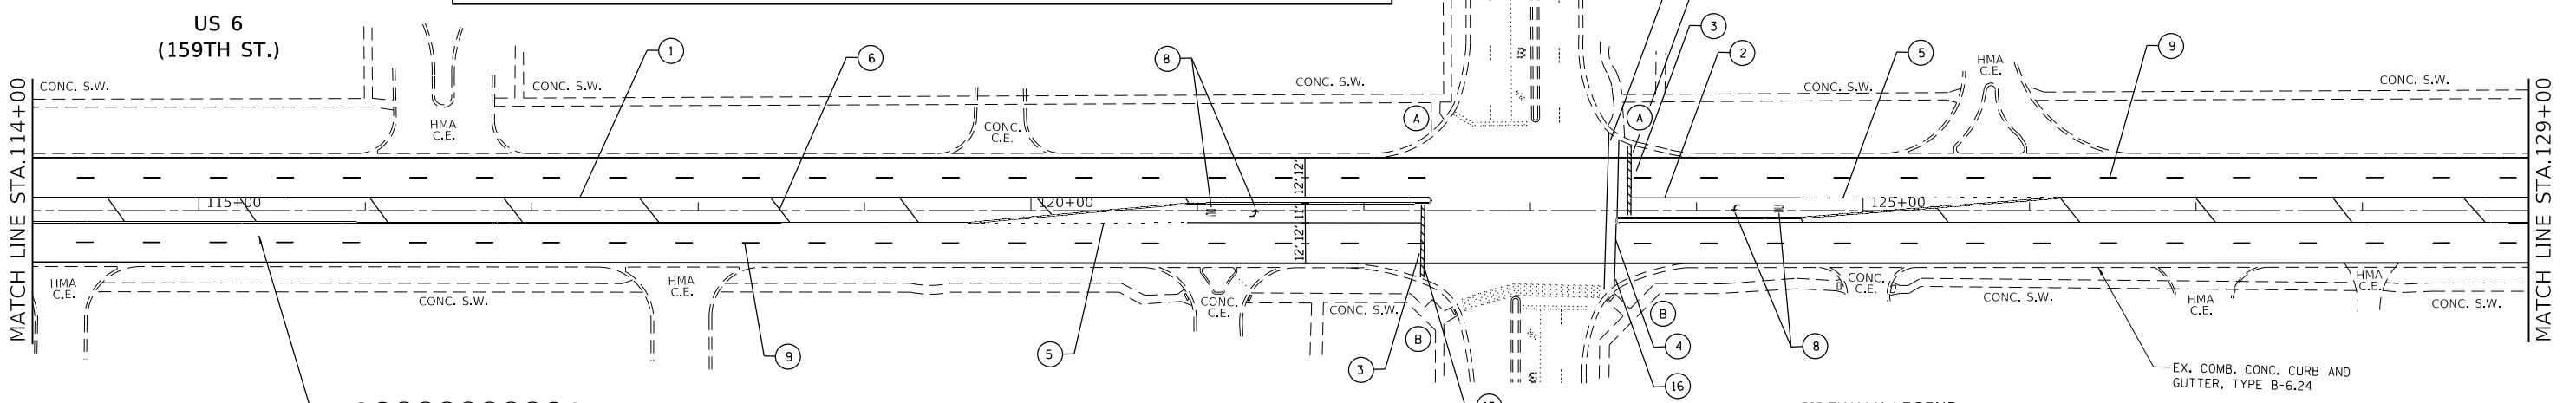 US 6
(159TH ST.)
MATCH LINE STA.114+00
MATCH LINE STA.129+00
1
6
8
3
2
5
9
CONC. S.W.
CONC. S.W.
CONC. S.W.
CONC. S.W.
CONC. S.W.
HMA
C.E.
CONC.
C.E.
HMA
C.E.
A
A
12'
12'
115+00
120+00
125+00
11'
12'
12'
HMA
C.E.
HMA
C.E.
CONC.
C.E.
CONC.
C.E.
HMA
C.E.
HMA
C.E.
CONC. S.W.
CONC. S.W.
CONC. S.W.
CONC. S.W.
B
B
9
5
3
4
16
8
EX. COMB. CONC. CURB AND
GUTTER, TYPE B-6.24